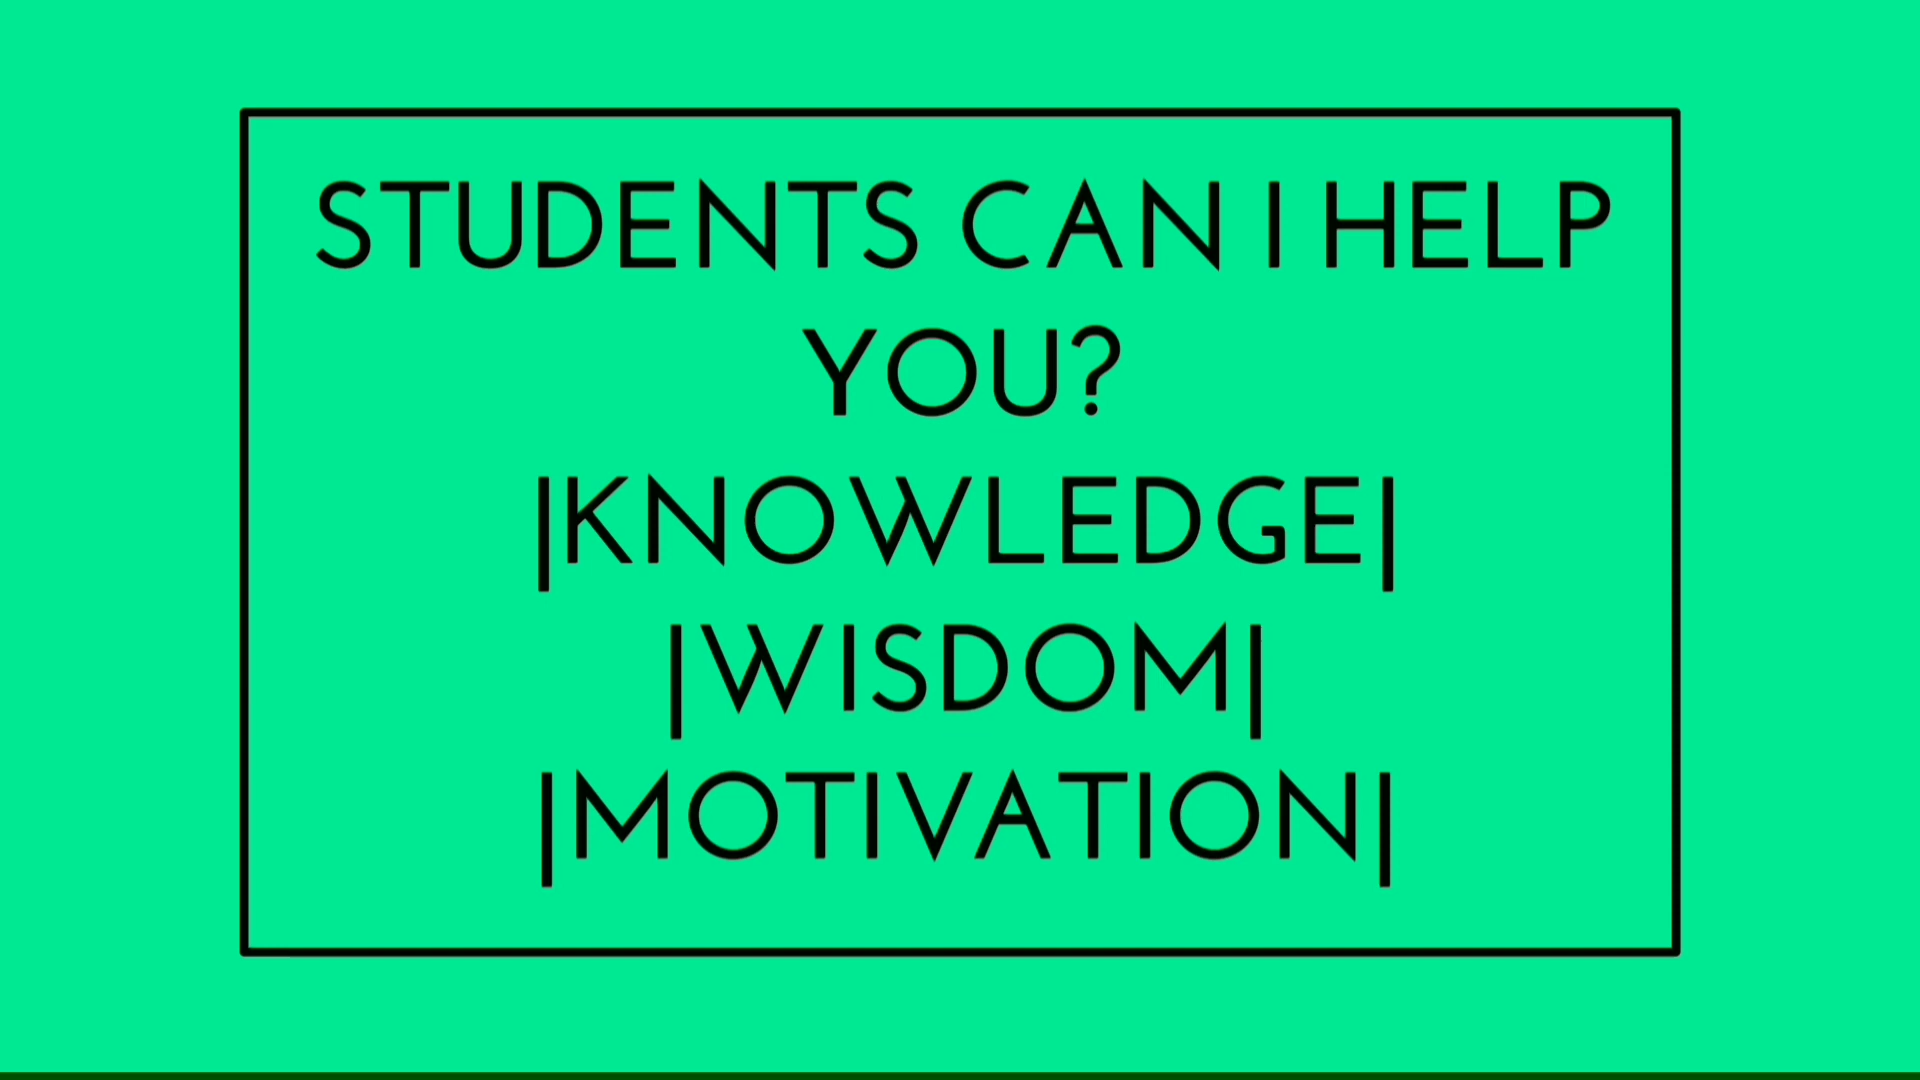 STUDENTS CAN I HELP
YOU?
|KNOWLEDGE|
|WISDOM|
|MOTIVATION|